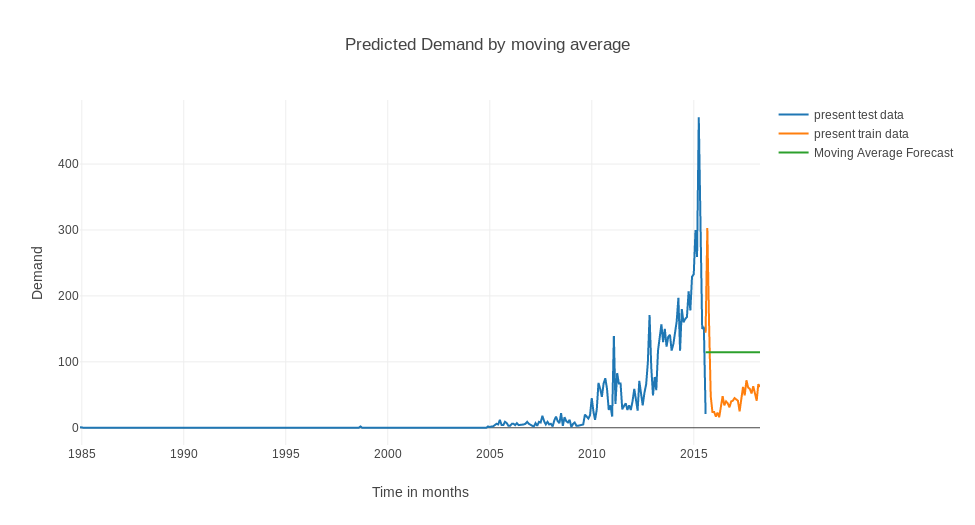 Predicted Demand by moving average
present test data
present train data
Moving Average Forecast
400
300
200
100
0
Demand
1985 1990 1995 2000 2005 2010 2015
Time in months